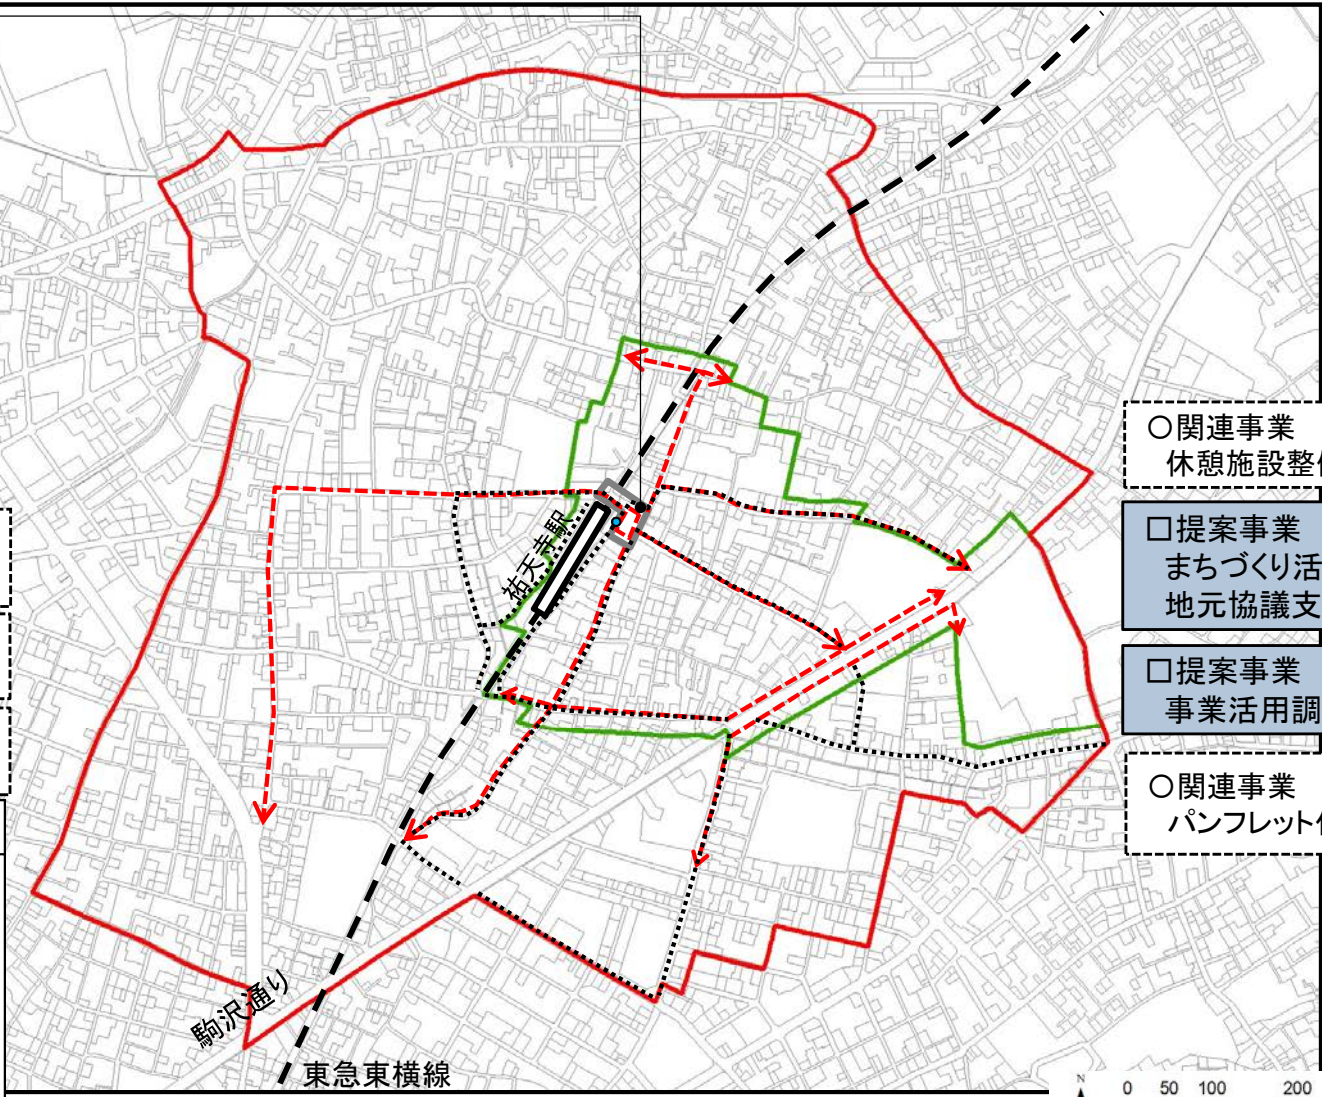 ○関連事業
休憩施設整
□提案事業
まちづくり活
地元協議支
□提案事業
事業活用調
○関連事業
パンフレット
祐天寺駅
駒沢通り
東急東横線
N
0 50 100 200